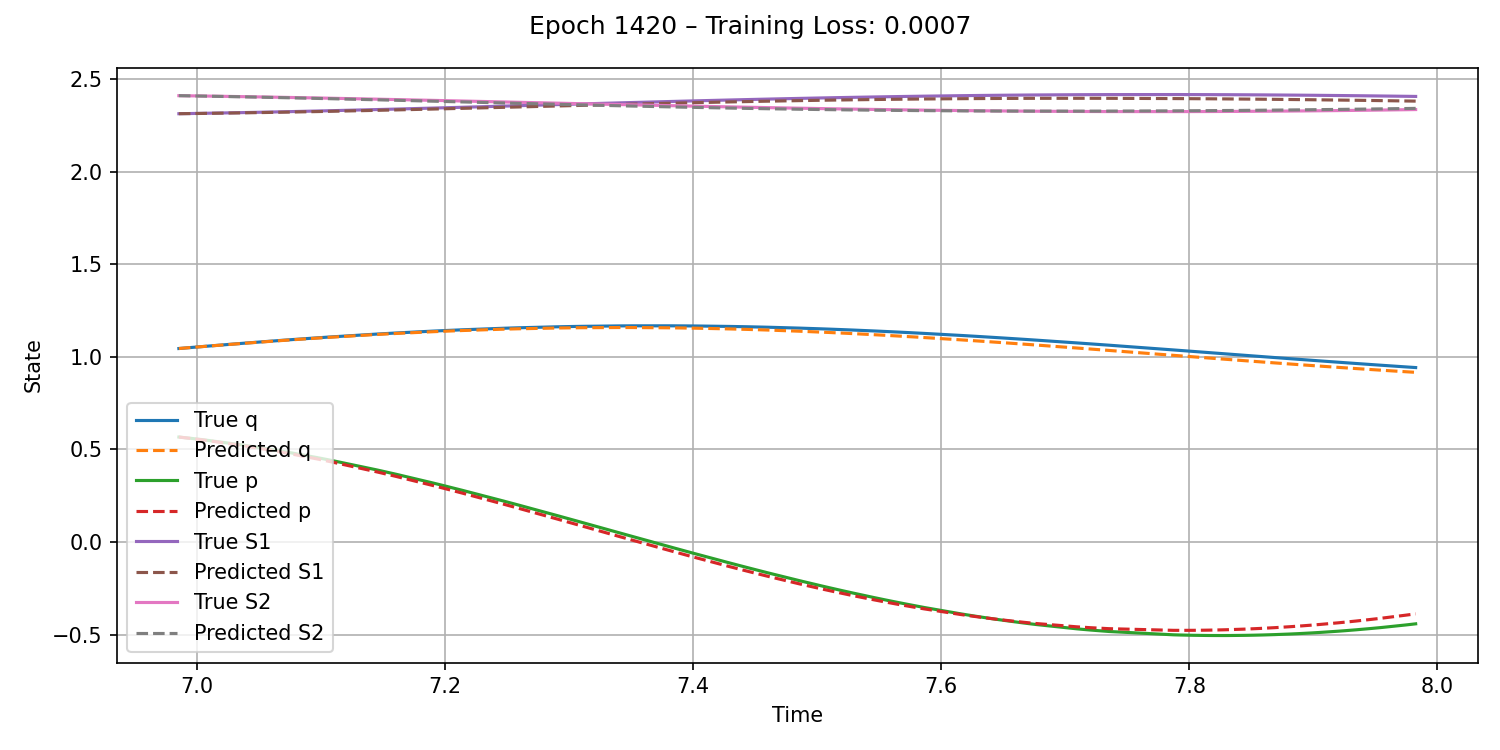 Epoch 1420 – Training Loss: 0.0007
2.5
2.0
1.5
1.0
0.5
0.0
−0.5
State
True q
Predicted q
True p
Predicted p
True S1
Predicted S1
True S2
Predicted S2
7.0 7.2 7.4 7.6 7.8 8.0
Time